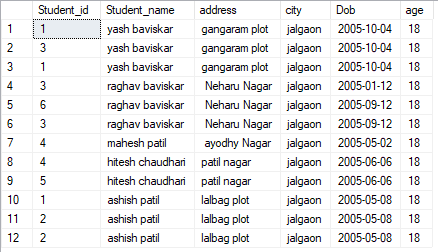 Student_id Student_name address city Dob age
1 1 yash baviskar gangaram plot jalgaon 2005-10-04 18
2 3 yash baviskar gangaram plot jalgaon 2005-10-04 18
3 1 yash baviskar gangaram plot jalgaon 2005-10-04 18
4 3 raghav baviskar Neharu Nagar jalgaon 2005-01-12 18
5 6 raghav baviskar Neharu Nagar jalgaon 2005-09-12 18
6 3 raghav baviskar Neharu Nagar jalgaon 2005-09-12 18
7 4 mahesh patil ayodhy Nagar jalgaon 2005-05-02 18
8 4 hitesh chaudhari patil nagar jalgaon 2005-06-06 18
9 5 hitesh chaudhari patil nagar jalgaon 2005-06-06 18
10 1 ashish patil lalbag plot jalgaon 2005-05-08 18
11 2 ashish patil lalbag plot jalgaon 2005-05-08 18
12 2 ashish patil lalbag plot jalgaon 2005-05-08 18